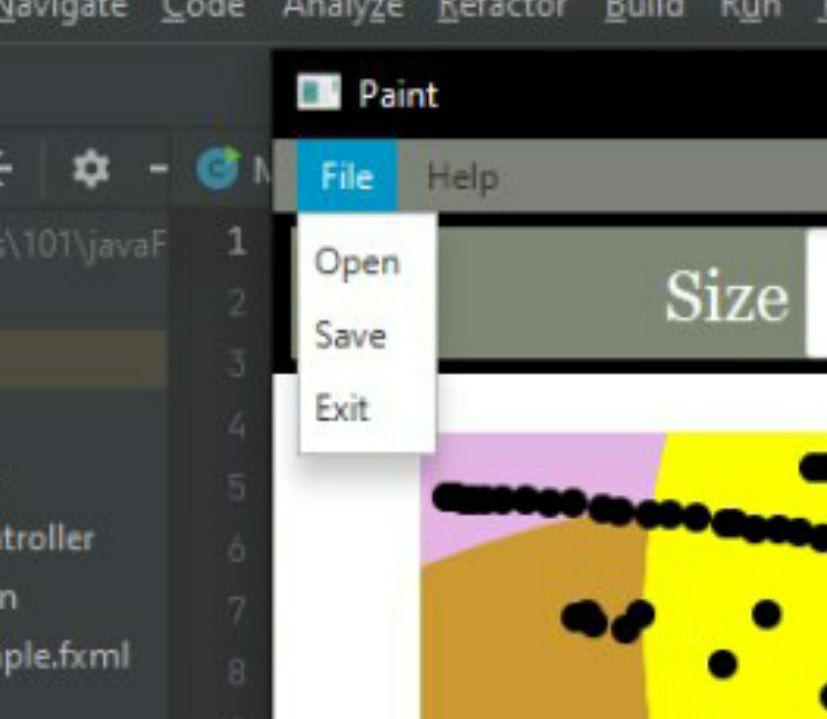 Navigate Code Analyze Refactor Build Run
Paint
File Help
s\101\javaF
Open
Size
Save
Exit
troller
n
ple.fxml
1
2
3
4
5
6
7
8